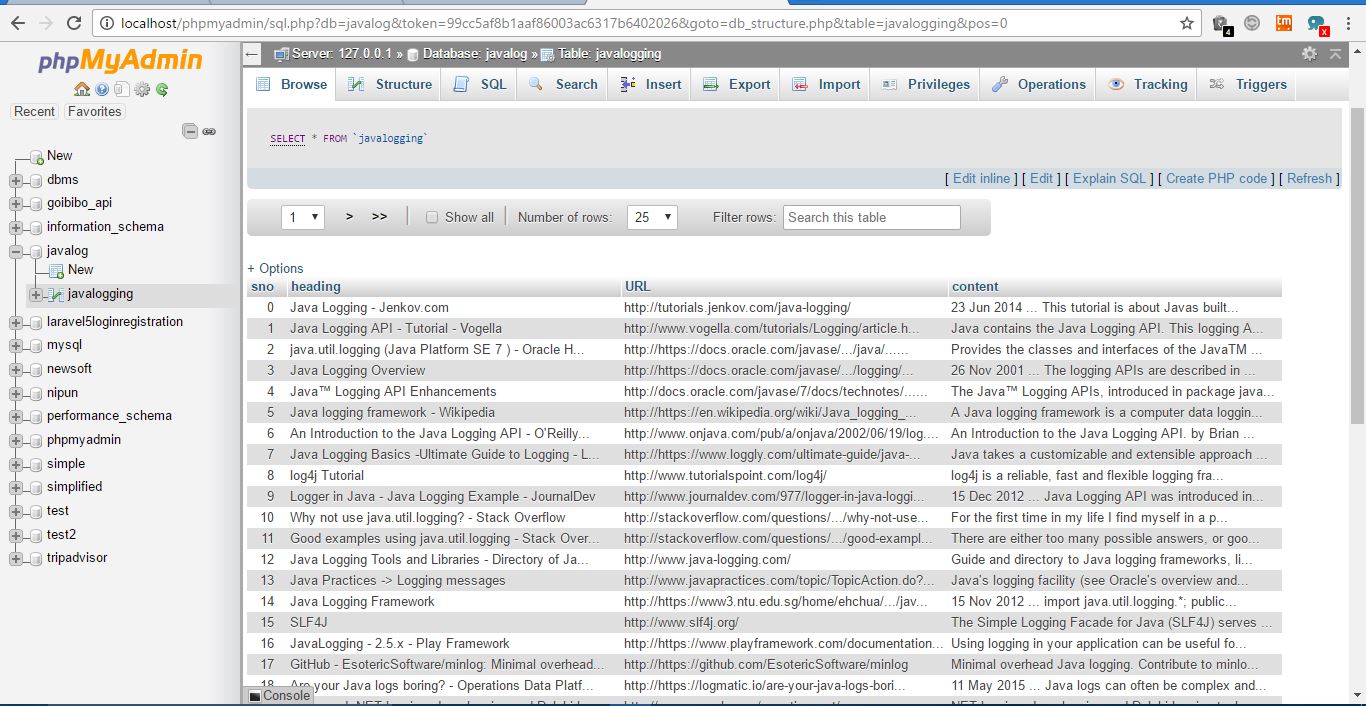 localhost/phpmyadmin/sql.php?db=javalog&token=99cc5af8b1aaf86003ac6317b6402026&goto=db_structure.php&table=javalogging&pos=0
4
tm
x
phpMyAdmin
Recent Favorites
New
dbms
goibibo_api
information_schema
javalog
New
javalogging
laravel5loginregistration
mysql
newsoft
nipun
performance_schema
phpmyadmin
simple
simplified
test
test2
tripadvisor
Server: 127.0.0.1 » Database: javalog » Table: javalogging
Browse Structure SQL Search Insert Export Import Privileges Operations Tracking Triggers
SELECT * FROM `javalogging`
[ Edit inline ] [ Edit ] [ Explain SQL ] [ Create PHP code ] [ Refresh ]
1 > >> Show all Number of rows: 25 Filter rows: Search this table
+ Options
sno heading URL content
0 Java Logging - Jenkov.com http://tutorials.jenkov.com/java-logging/ 23 Jun 2014 ... This tutorial is about Javas built...
1 Java Logging API - Tutorial - Vogella http://www.vogella.com/tutorials/Logging/article.h... Java contains the Java Logging API. This logging A...
2 java.util.logging (Java Platform SE 7 ) - Oracle H... http://https://docs.oracle.com/javase/.../java/...... Provides the classes and interfaces of the JavaTM ...
3 Java Logging Overview http://https://docs.oracle.com/javase/.../logging/... 26 Nov 2001 ... The logging APIs are described in ...
4 Java™ Logging API Enhancements http://docs.oracle.com/javase/7/docs/technotes/...... The Java™ Logging APIs, introduced in package java...
5 Java logging framework - Wikipedia http://https://en.wikipedia.org/wiki/Java_logging_... A Java logging framework is a computer data loggin...
6 An Introduction to the Java Logging API - O'Reilly... http://www.onjava.com/pub/a/onjava/2002/06/19/log.... An Introduction to the Java Logging API. by Brian ...
7 Java Logging Basics -Ultimate Guide to Logging - L... http://https://www.loggly.com/ultimate-guide/java-... Java takes a customizable and extensible approach ...
8 log4j Tutorial http://www.tutorialspoint.com/log4j/ log4j is a reliable, fast and flexible logging fra...
9 Logger in Java - Java Logging Example - JournalDev http://www.journaldev.com/977/logger-in-java-loggi... 15 Dec 2012 ... Java Logging API was introduced in...
10 Why not use java.util.logging? - Stack Overflow http://stackoverflow.com/questions/.../why-not-use... For the first time in my life I find myself in a p...
11 Good examples using java.util.logging - Stack Over... http://stackoverflow.com/questions/.../good-exampl... There are either too many possible answers, or goo...
12 Java Logging Tools and Libraries - Directory of Ja... http://www.java-logging.com/ Guide and directory to Java logging frameworks, li...
13 Java Practices -> Logging messages http://www.javapractices.com/topic/TopicAction.do?... Java's logging facility (see Oracle's overview and...
14 Java Logging Framework http://https://www3.ntu.edu.sg/home/ehchua/.../jav... 15 Nov 2012 ... import java.util.logging.*; public...
15 SLF4J http://www.slf4j.org/ The Simple Logging Facade for Java (SLF4J) serves ...
16 JavaLogging - 2.5.x - Play Framework http://https://www.playframework.com/documentation... Using logging in your application can be useful fo...
17 GitHub - EsotericSoftware/minlog: Minimal overhead... http://https://github.com/EsotericSoftware/minlog Minimal overhead Java logging. Contribute to minlo...
18 Are your Java logs boring? - Operations Data Platf... http://https://logmatic.io/are-your-java-logs-bori... 11 May 2015 ... Java logs can often be complex and...
Console